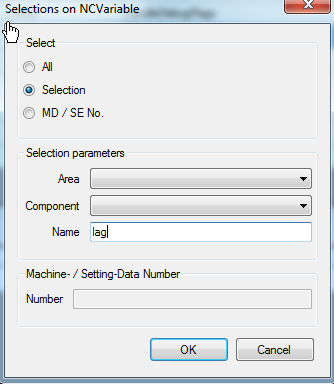 Selections on NCVariable
Select
All
Selection
MD / SE No.
Selection parameters
Area
Component
Name lag
Machine- / Setting-Data Number
Number
OK Cancel